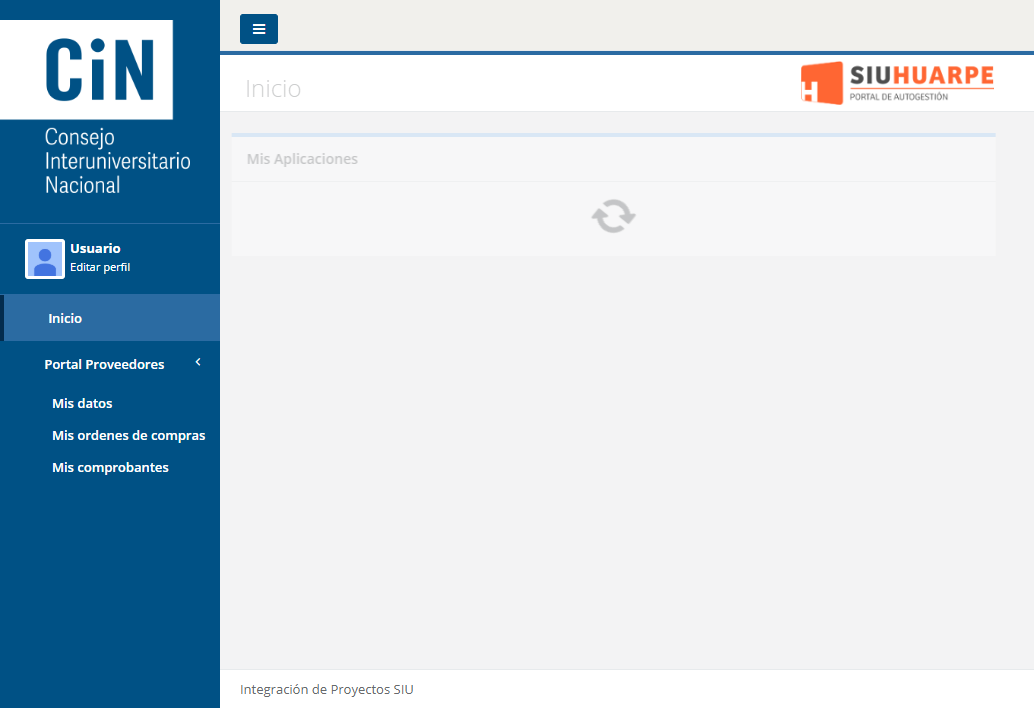 CiN
Consejo
Interuniversitario
Nacional
Usuario
Editar perfil
Inicio
Portal Proveedores
Mis datos
Mis ordenes de compras
Mis comprobantes
Inicio
SIUHUARPE
PORTAL DE AUTOGESTIÓN
Mis Aplicaciones
Integración de Proyectos SIU